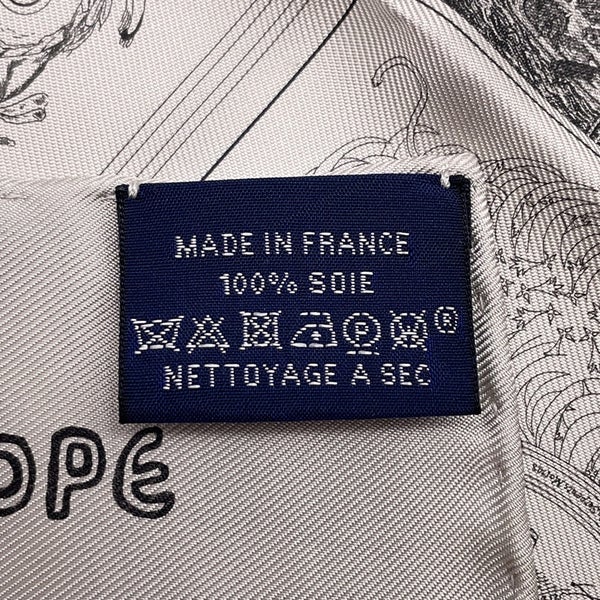 MADE IN FRANCE
100% SOIE
®
NETTOYAGE A SEC
OPE